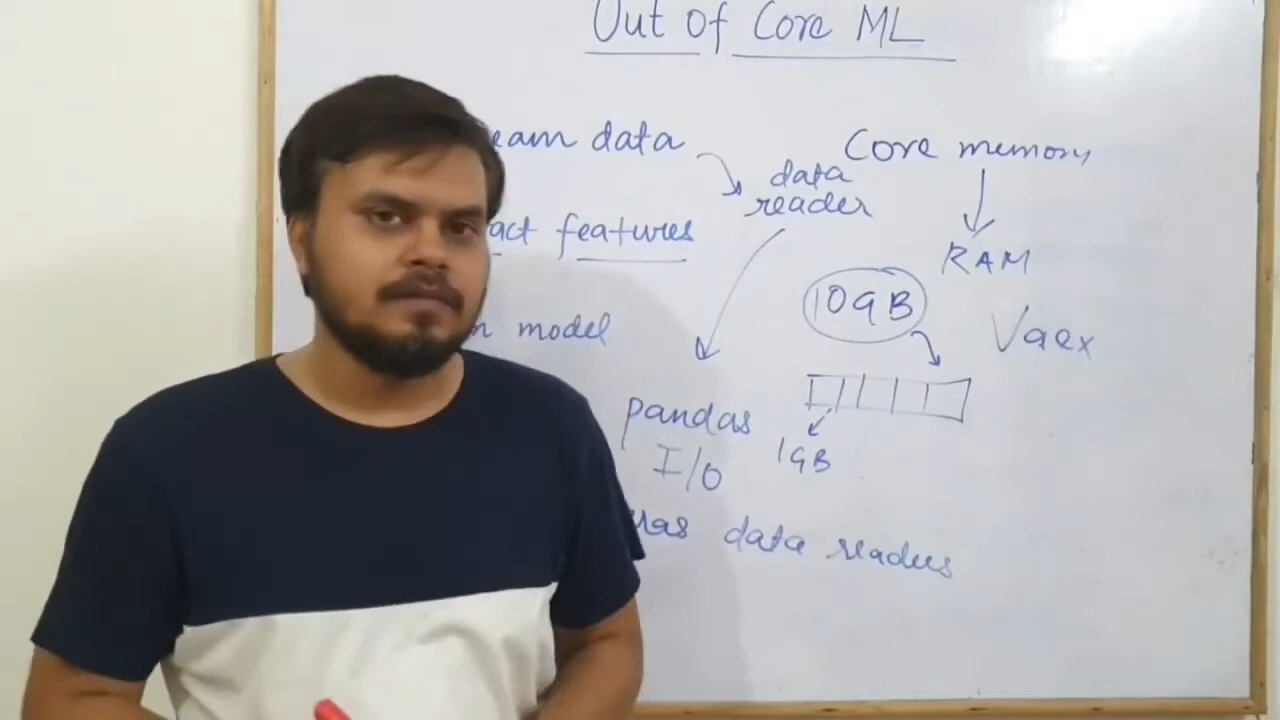 Out Of Core ML
eam data
data
reader
act features
n model
Core memory
RAM
10GB
Vaex
1GB
pandas
I/O
ras data readers